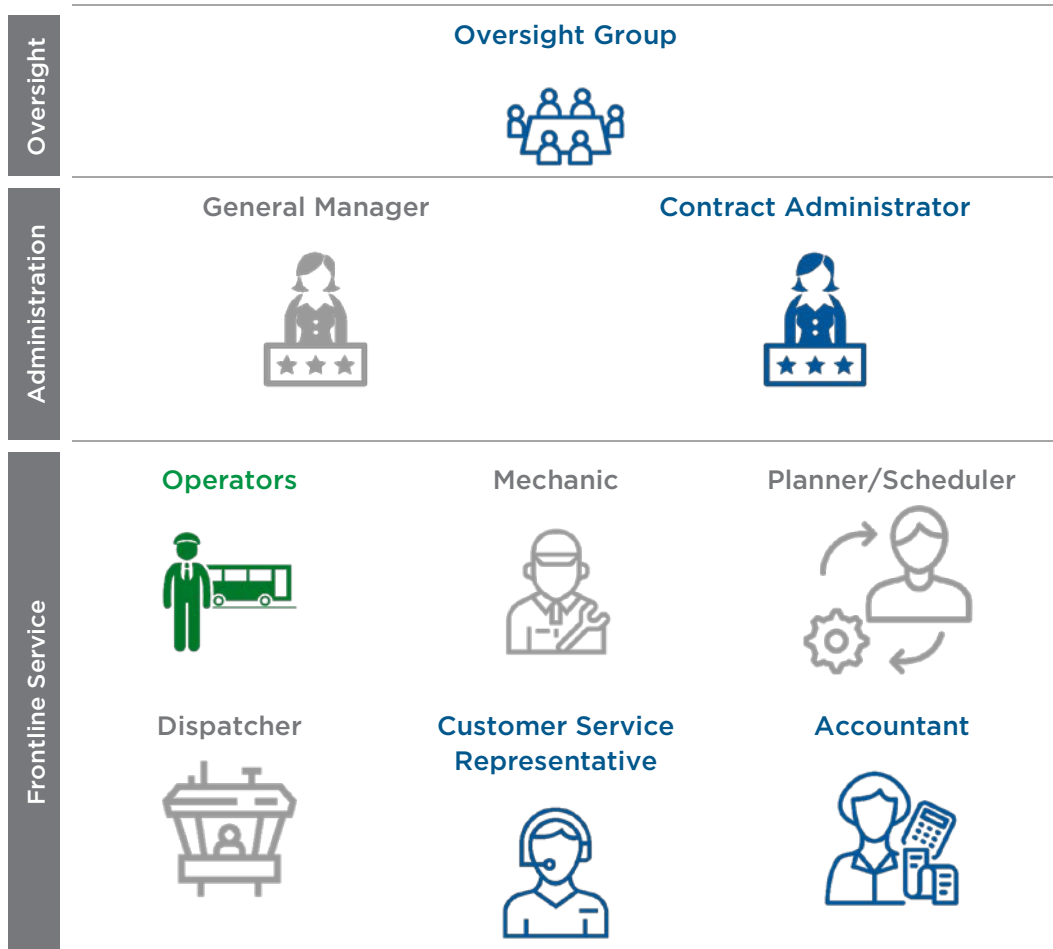 Oversight
Oversight Group
Administration
General Manager
Contract Administrator
Frontline Service
Operators
Mechanic
Planner/Scheduler
Dispatcher
Customer Service
Representative
Accountant